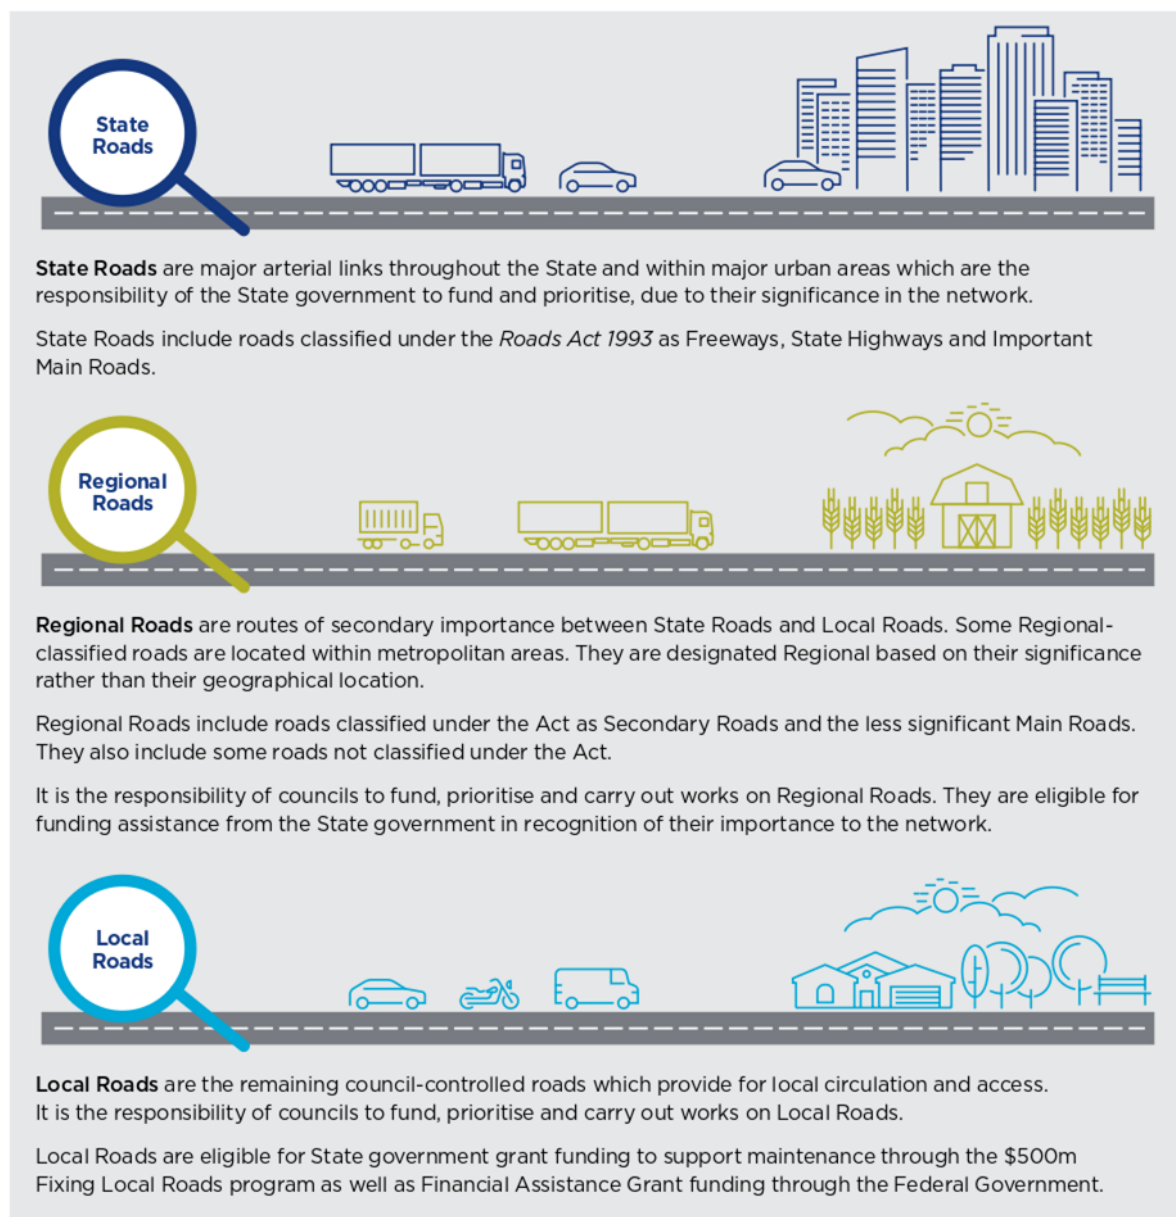 State
Roads
State Roads are major arterial links throughout the State and within major urban areas which are the
responsibility of the State government to fund and prioritise, due to their significance in the network.
State Roads include roads classified under the Roads Act 1993 as Freeways, State Highways and Important
Main Roads.
Regional
Roads
Regional Roads are routes of secondary importance between State Roads and Local Roads. Some Regional-
classified roads are located within metropolitan areas. They are designated Regional based on their significance
rather than their geographical location.
Regional Roads include roads classified under the Act as Secondary Roads and the less significant Main Roads.
They also include some roads not classified under the Act.
It is the responsibility of councils to fund, prioritise and carry out works on Regional Roads. They are eligible for
funding assistance from the State government in recognition of their importance to the network.
Local
Roads
Local Roads are the remaining council-controlled roads which provide for local circulation and access.
It is the responsibility of councils to fund, prioritise and carry out works on Local Roads.
Local Roads are eligible for State government grant funding to support maintenance through the $500m
Fixing Local Roads program as well as Financial Assistance Grant funding through the Federal Government.